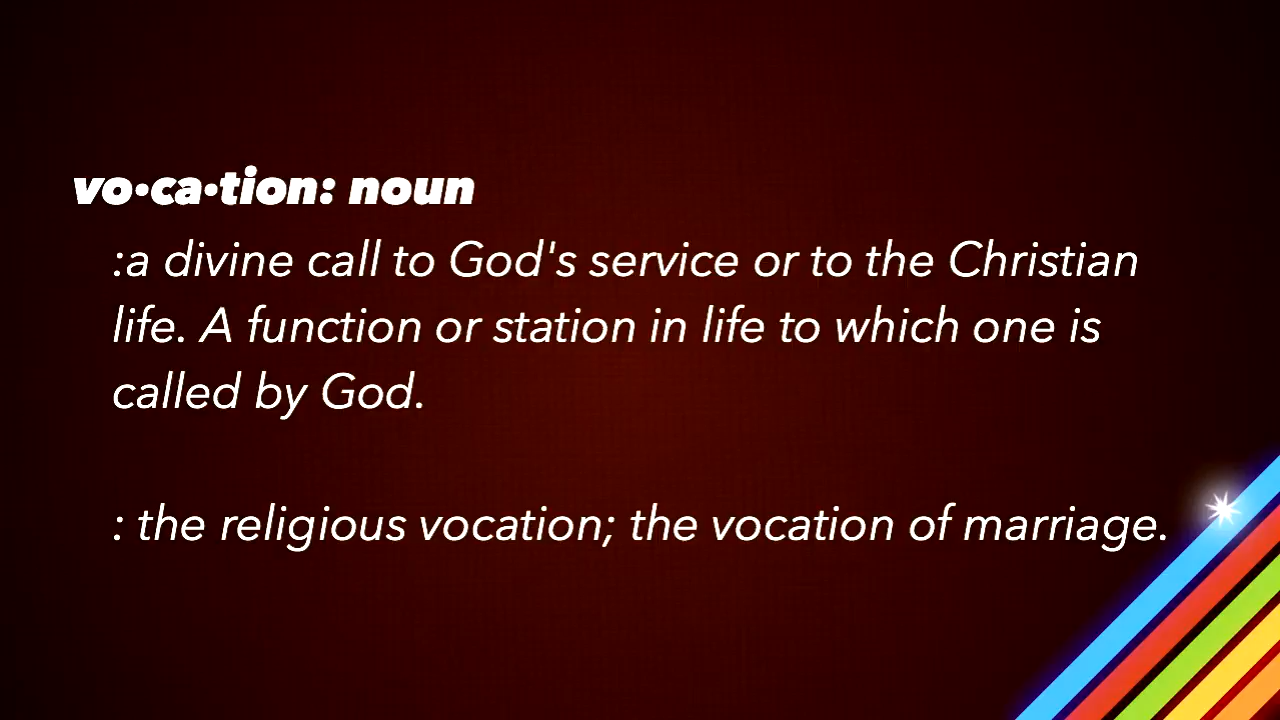 vo•ca•tion: noun
:a divine call to God's service or to the Christian
life. A function or station in life to which one is
called by God.
: the religious vocation; the vocation of marriage.